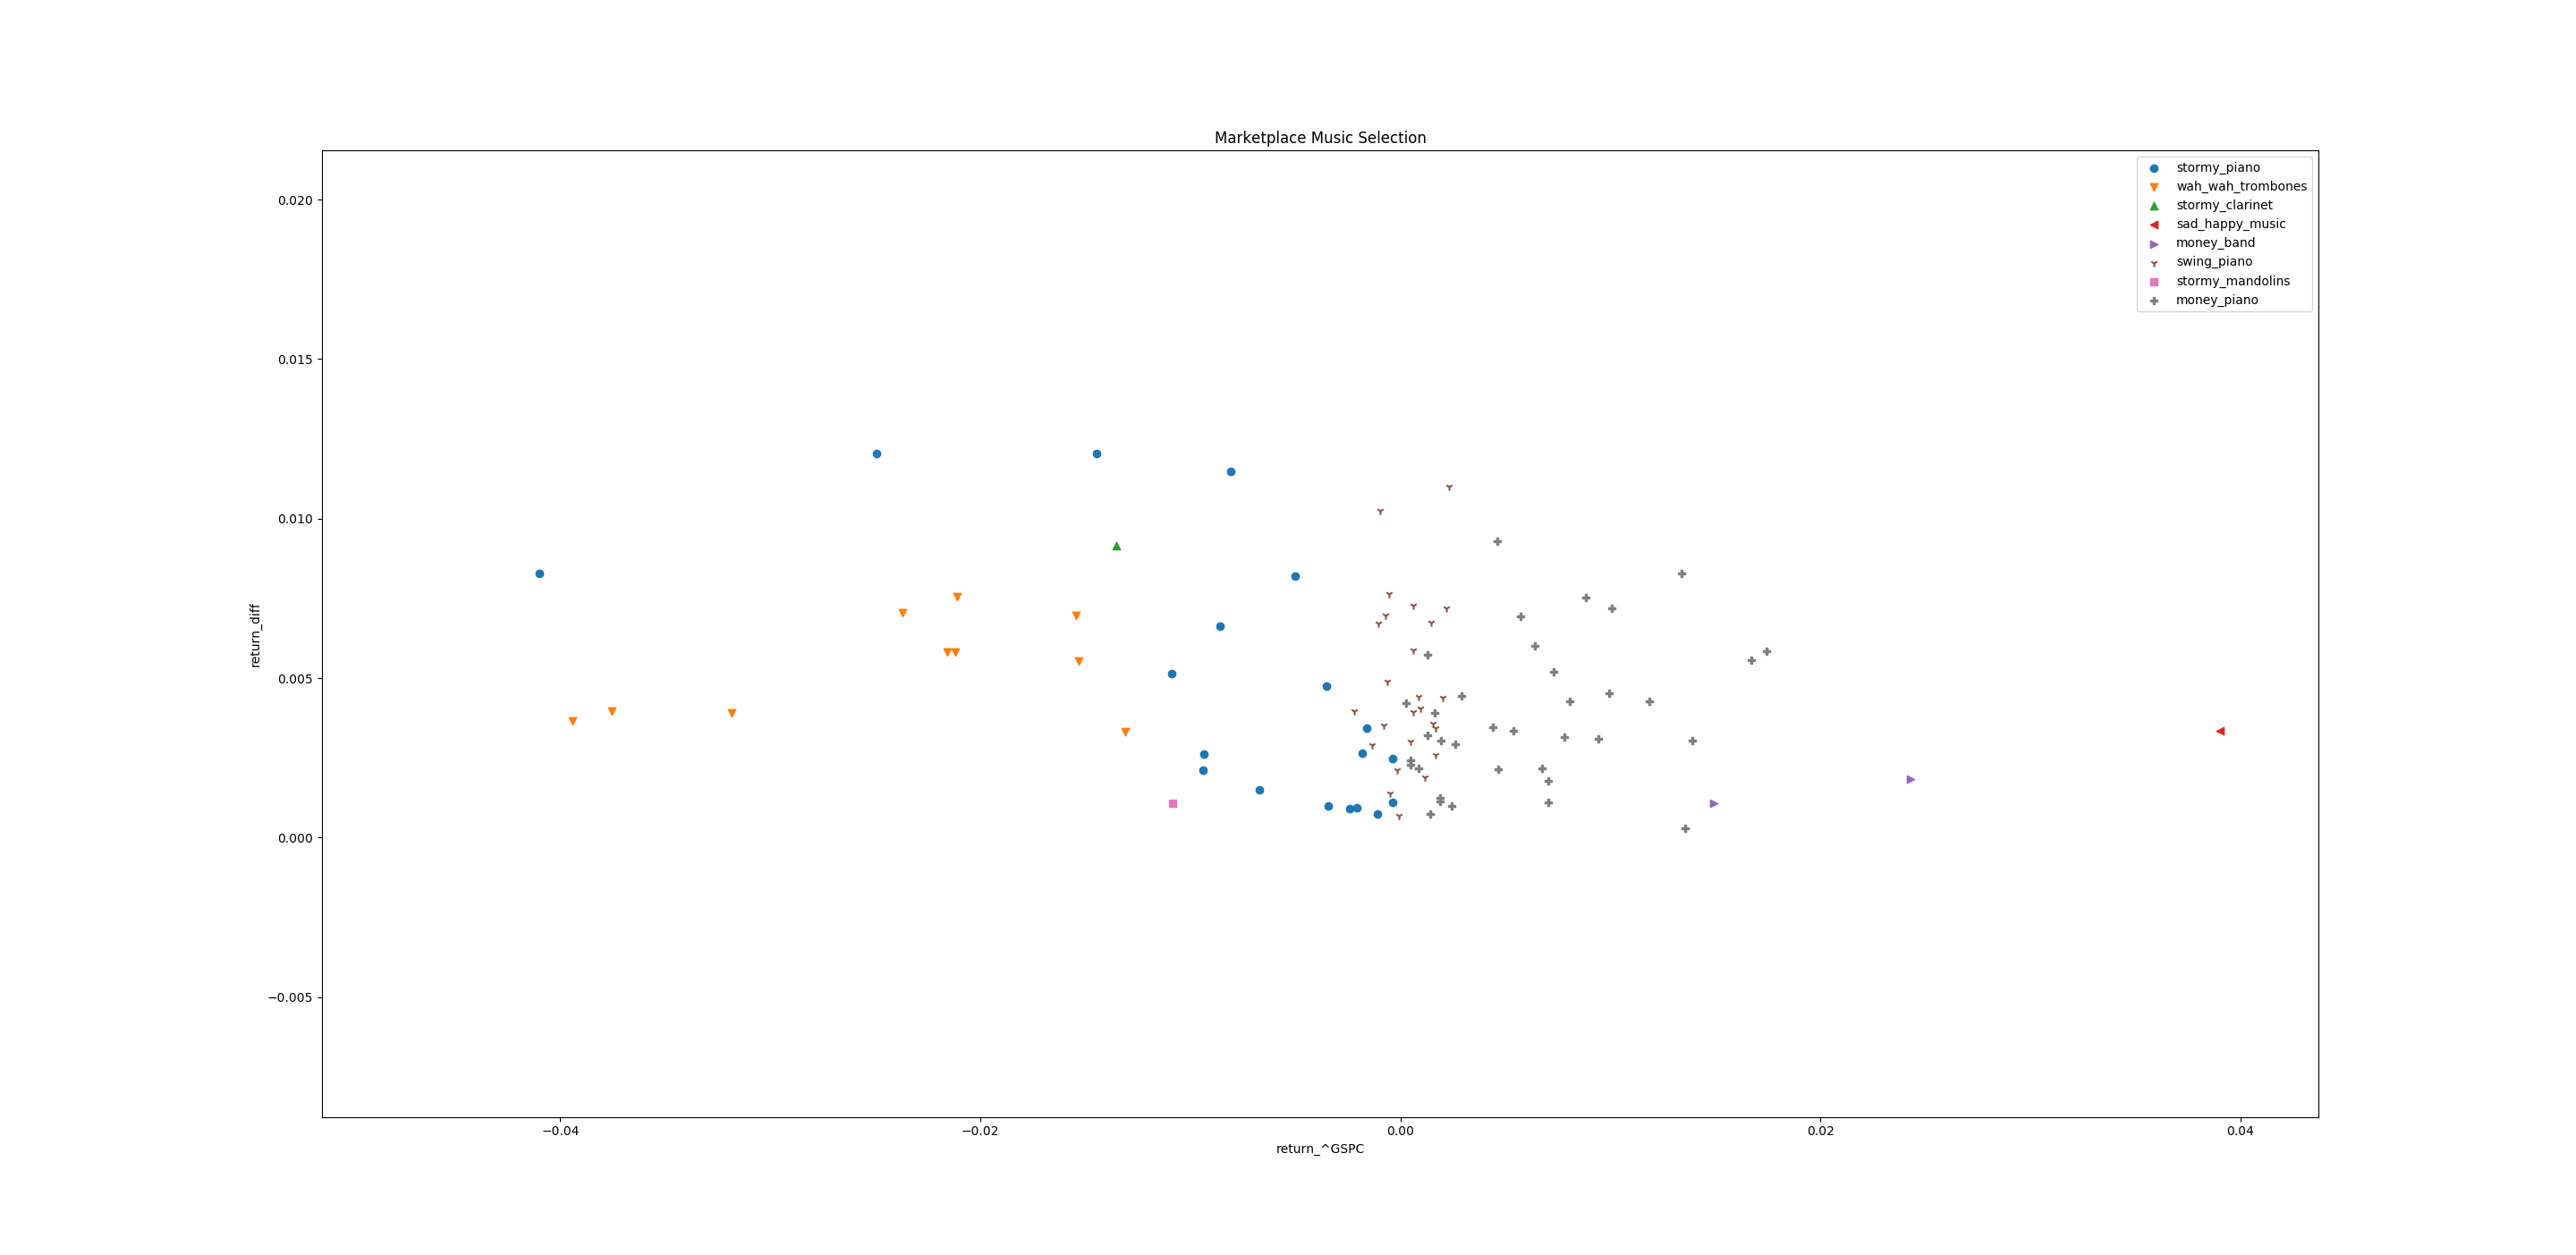 Marketplace Music Selection
stormy_piano
wah_wah_trombones
stormy_clarinet
sad_happy_music
money_band
swing_piano
stormy_mandolins
money_piano
0.020
0.015
0.010
0.005
0.000
−0.005
return_diff
−0.04
−0.02
0.00
0.02
0.04
return_^GSPC